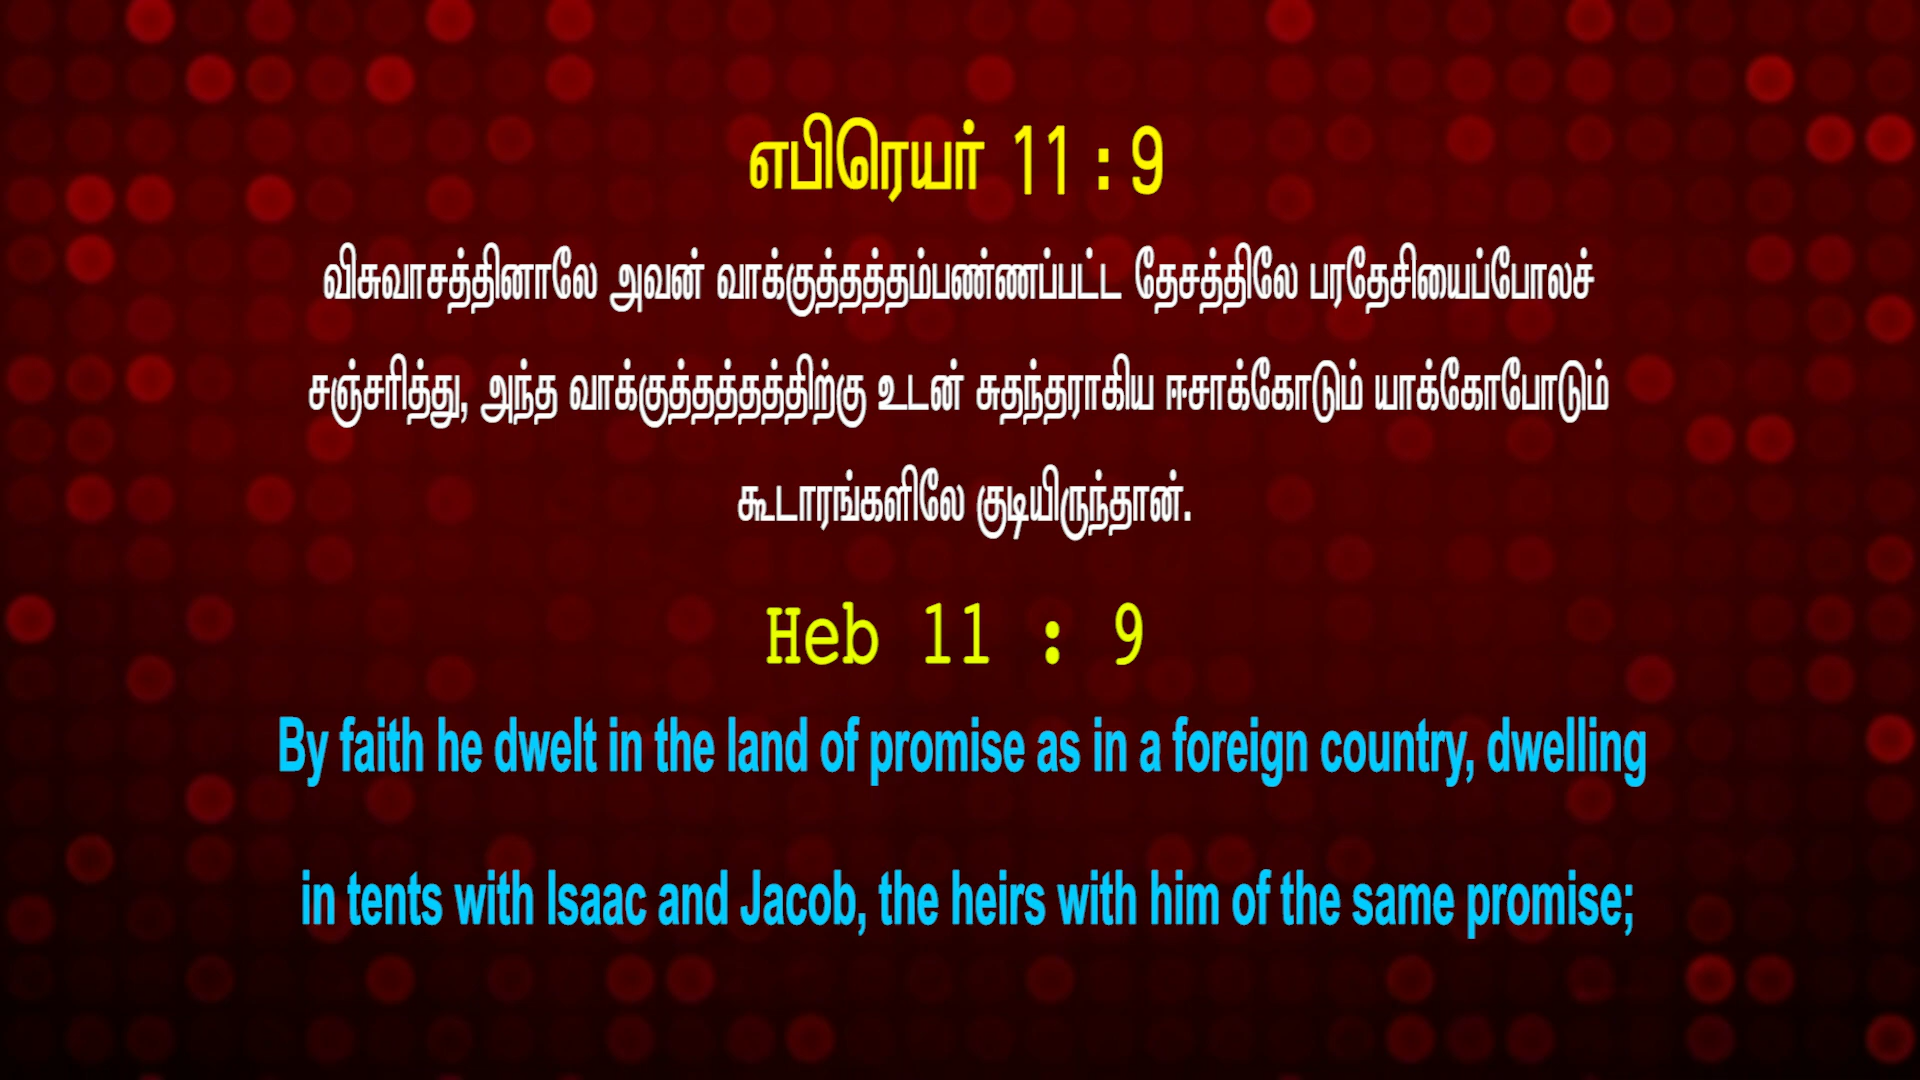 எபிரெயர் 11 : 9
விசுவாசத்தினாலே அவன் வாக்குத்தத்தம்பண்ணப்பட்ட தேசத்திலே பரதேசியைப்போலச்
சஞ்சரித்து, அந்த வாக்குத்தத்தத்திற்கு உடன் சுதந்தராகிய ஈசாக்கோடும் யாக்கோபோடும்
கூடாரங்களிலே குடியிருந்தான்.
Heb 11 : 9
By faith he dwelt in the land of promise as in a foreign country, dwelling
in tents with Isaac and Jacob, the heirs with him of the same promise;